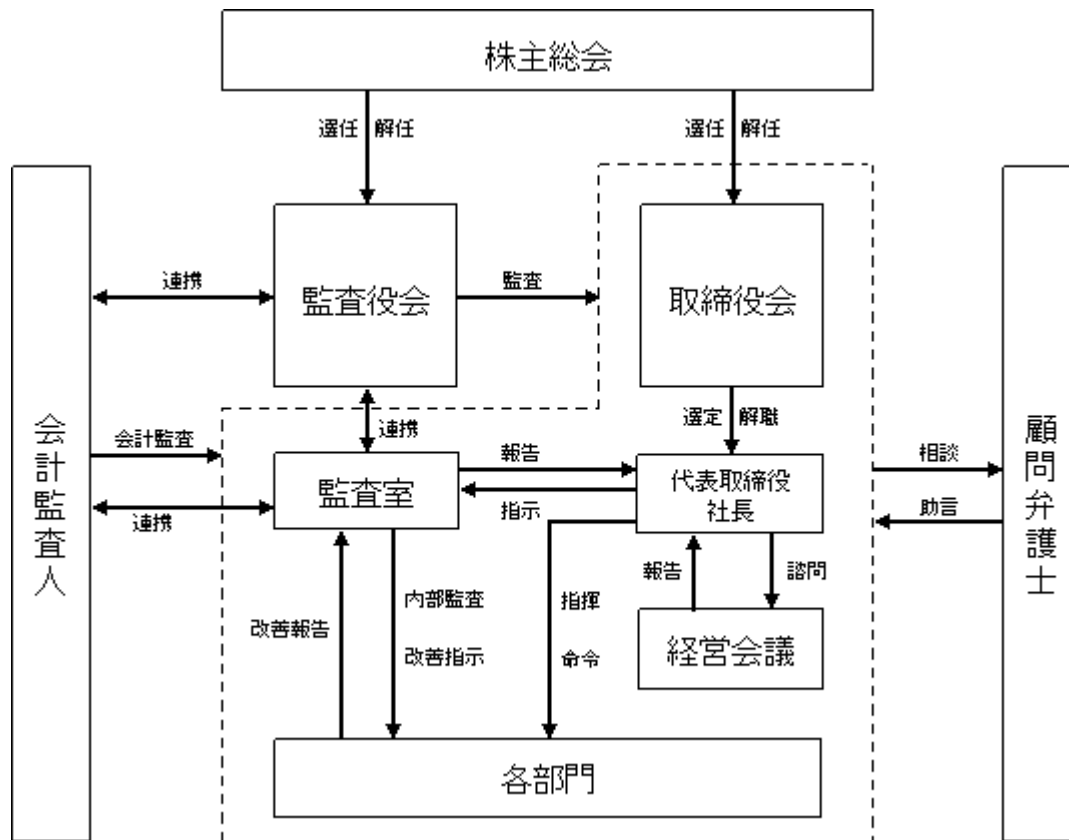 株主総会
選任 解任
選任 解任
連携
監査役会
監査
取締役会
連携
選定 解職
会計監査人
会計監査
連携
監査室
報告
指示
代表取締役
社長
相談
助言
顧問弁護士
報告
諮問
改善報告
内部監査
改善指示
指揮
命令
経営会議
各部門